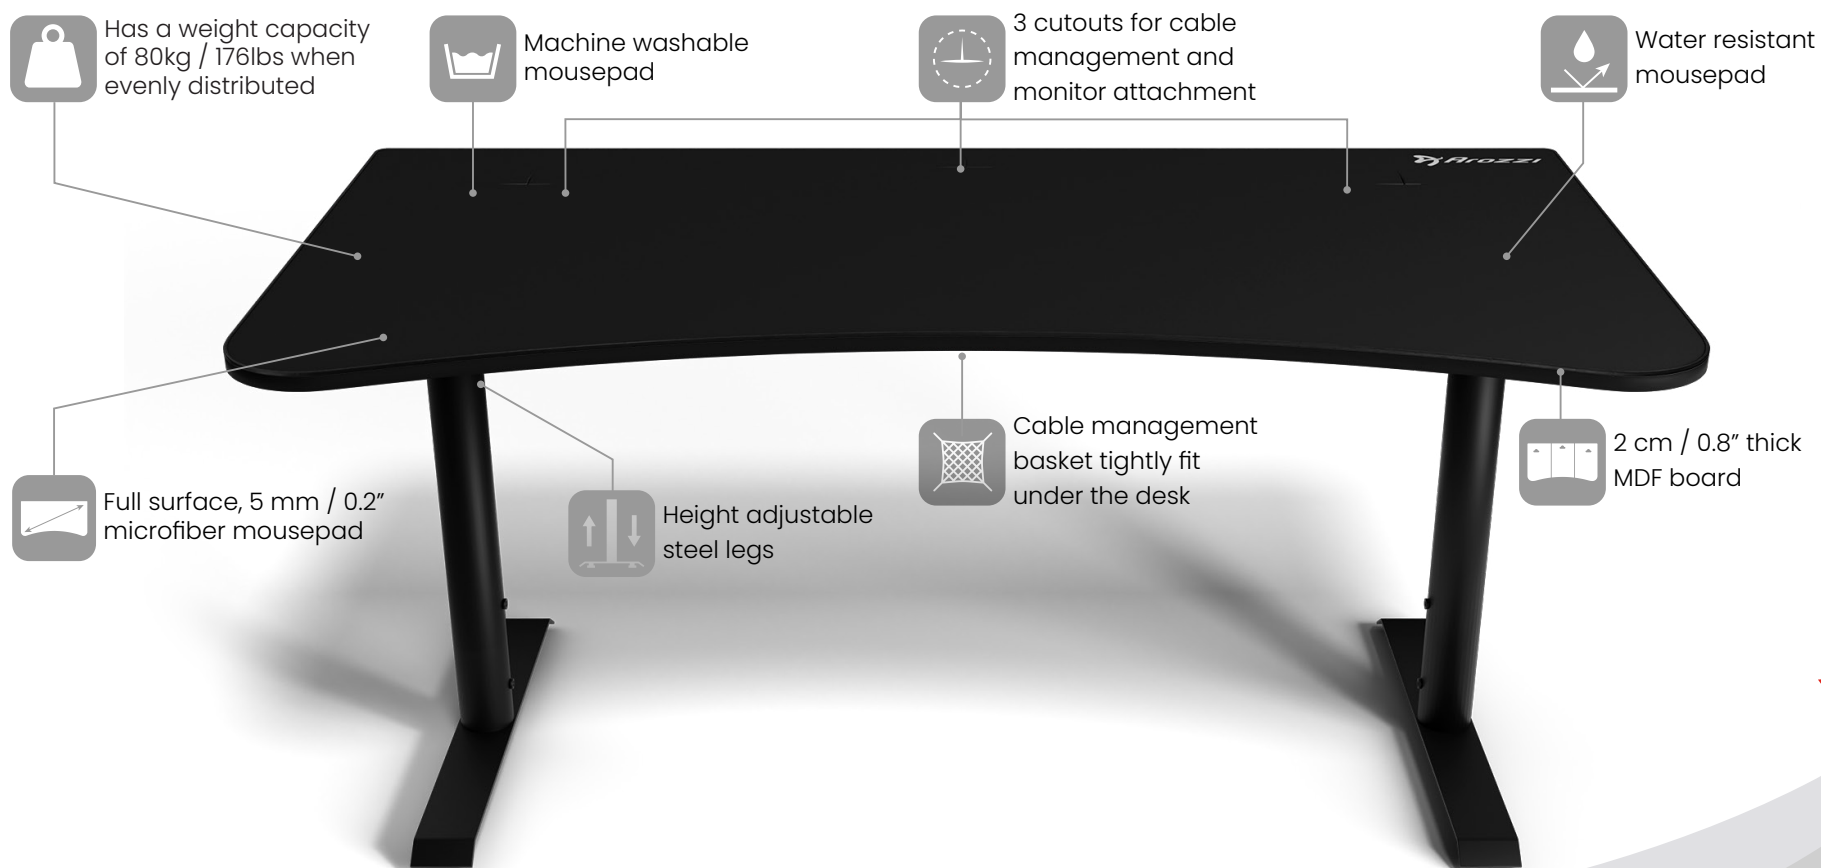 Has a weight capacity
of 80kg / 176lbs when
evenly distributed
Machine washable
mousepad
3 cutouts for cable
management and
monitor attachment
Water resistant
mousepad
Arozzi
Full surface, 5 mm / 0.2”
microfiber mousepad
Height adjustable
steel legs
Cable management
basket tightly fit
under the desk
2 cm / 0.8” thick
MDF board